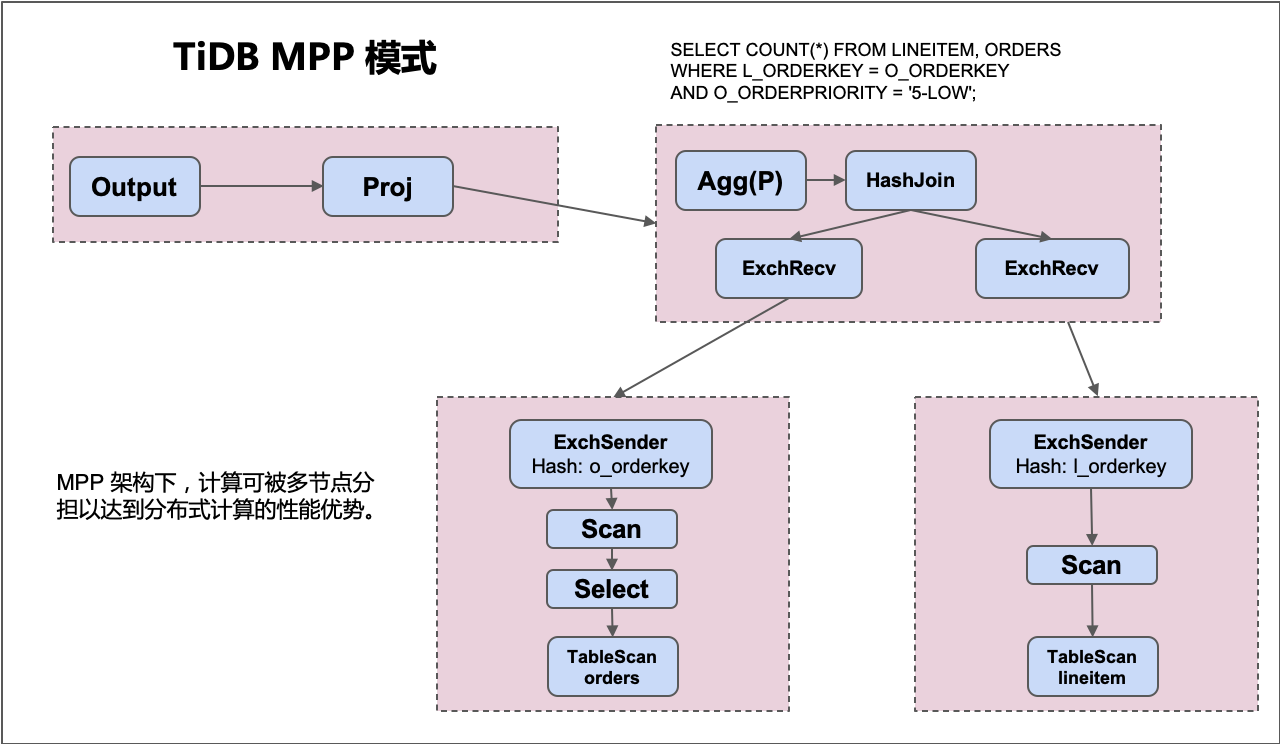 TiDB MPP 模式
SELECT COUNT(*) FROM LINEITEM, ORDERS
WHERE L_ORDERKEY = O_ORDERKEY
AND O_ORDERPRIORITY = '5-LOW';
Output
Proj
Agg(P)
HashJoin
ExchRecv
ExchRecv
MPP 架构下，计算可被多节点分
担以达到分布式计算的性能优势。
ExchSender
Hash: o_orderkey
Scan
Select
TableScan
orders
ExchSender
Hash: l_orderkey
Scan
TableScan
lineitem